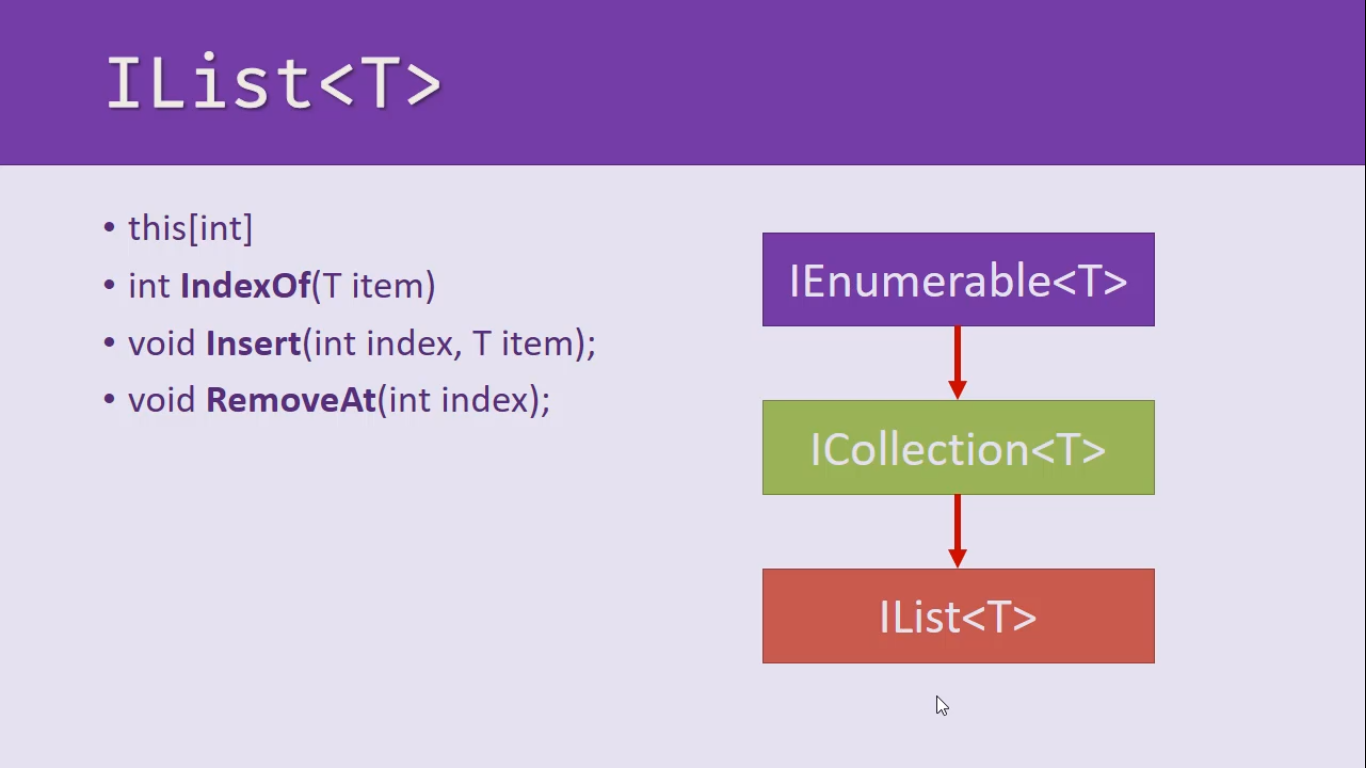 IList<T>
• this[int]
• int IndexOf(T item)
• void Insert(int index, T item);
• void RemoveAt(int index);
IEnumerable<T>
ICollection<T>
IList<T>